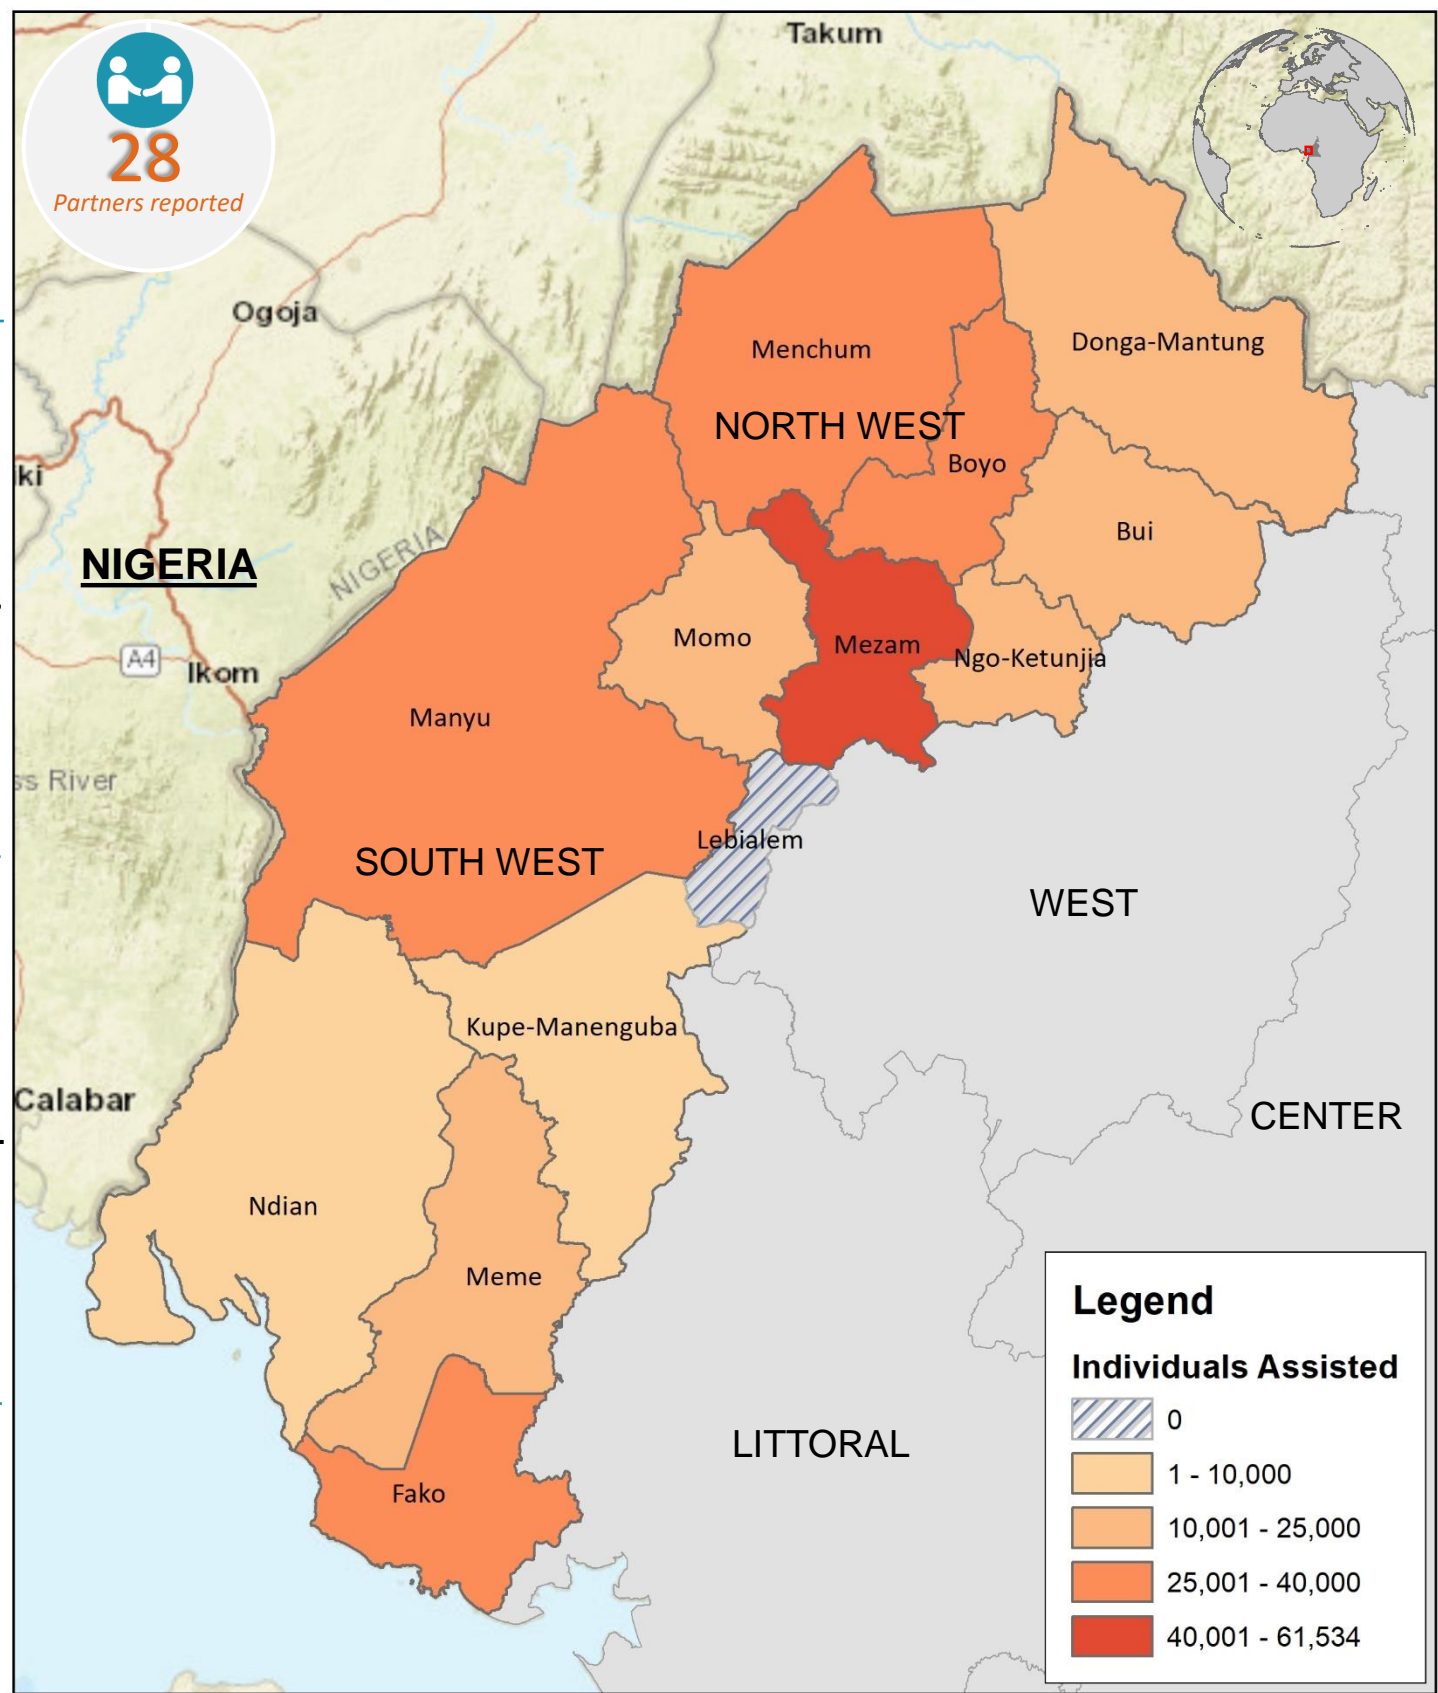 28
Partners reported
Takum
Ogoja
Menchum
Donga-Mantung
NORTH WEST
Boyo
iki
Bui
NIGERIA
NIGERIA
Momo
Mezam
Ngo-Ketunjia
A4
Ikom
Manyu
ss River
Lebialem
SOUTH WEST
WEST
Kupe-Manenguba
Calabar
CENTER
Ndian
Meme
LITTORAL
Fako
Legend
Individuals Assisted
0
1 - 10,000
10,001 - 25,000
25,001 - 40,000
40,001 - 61,534